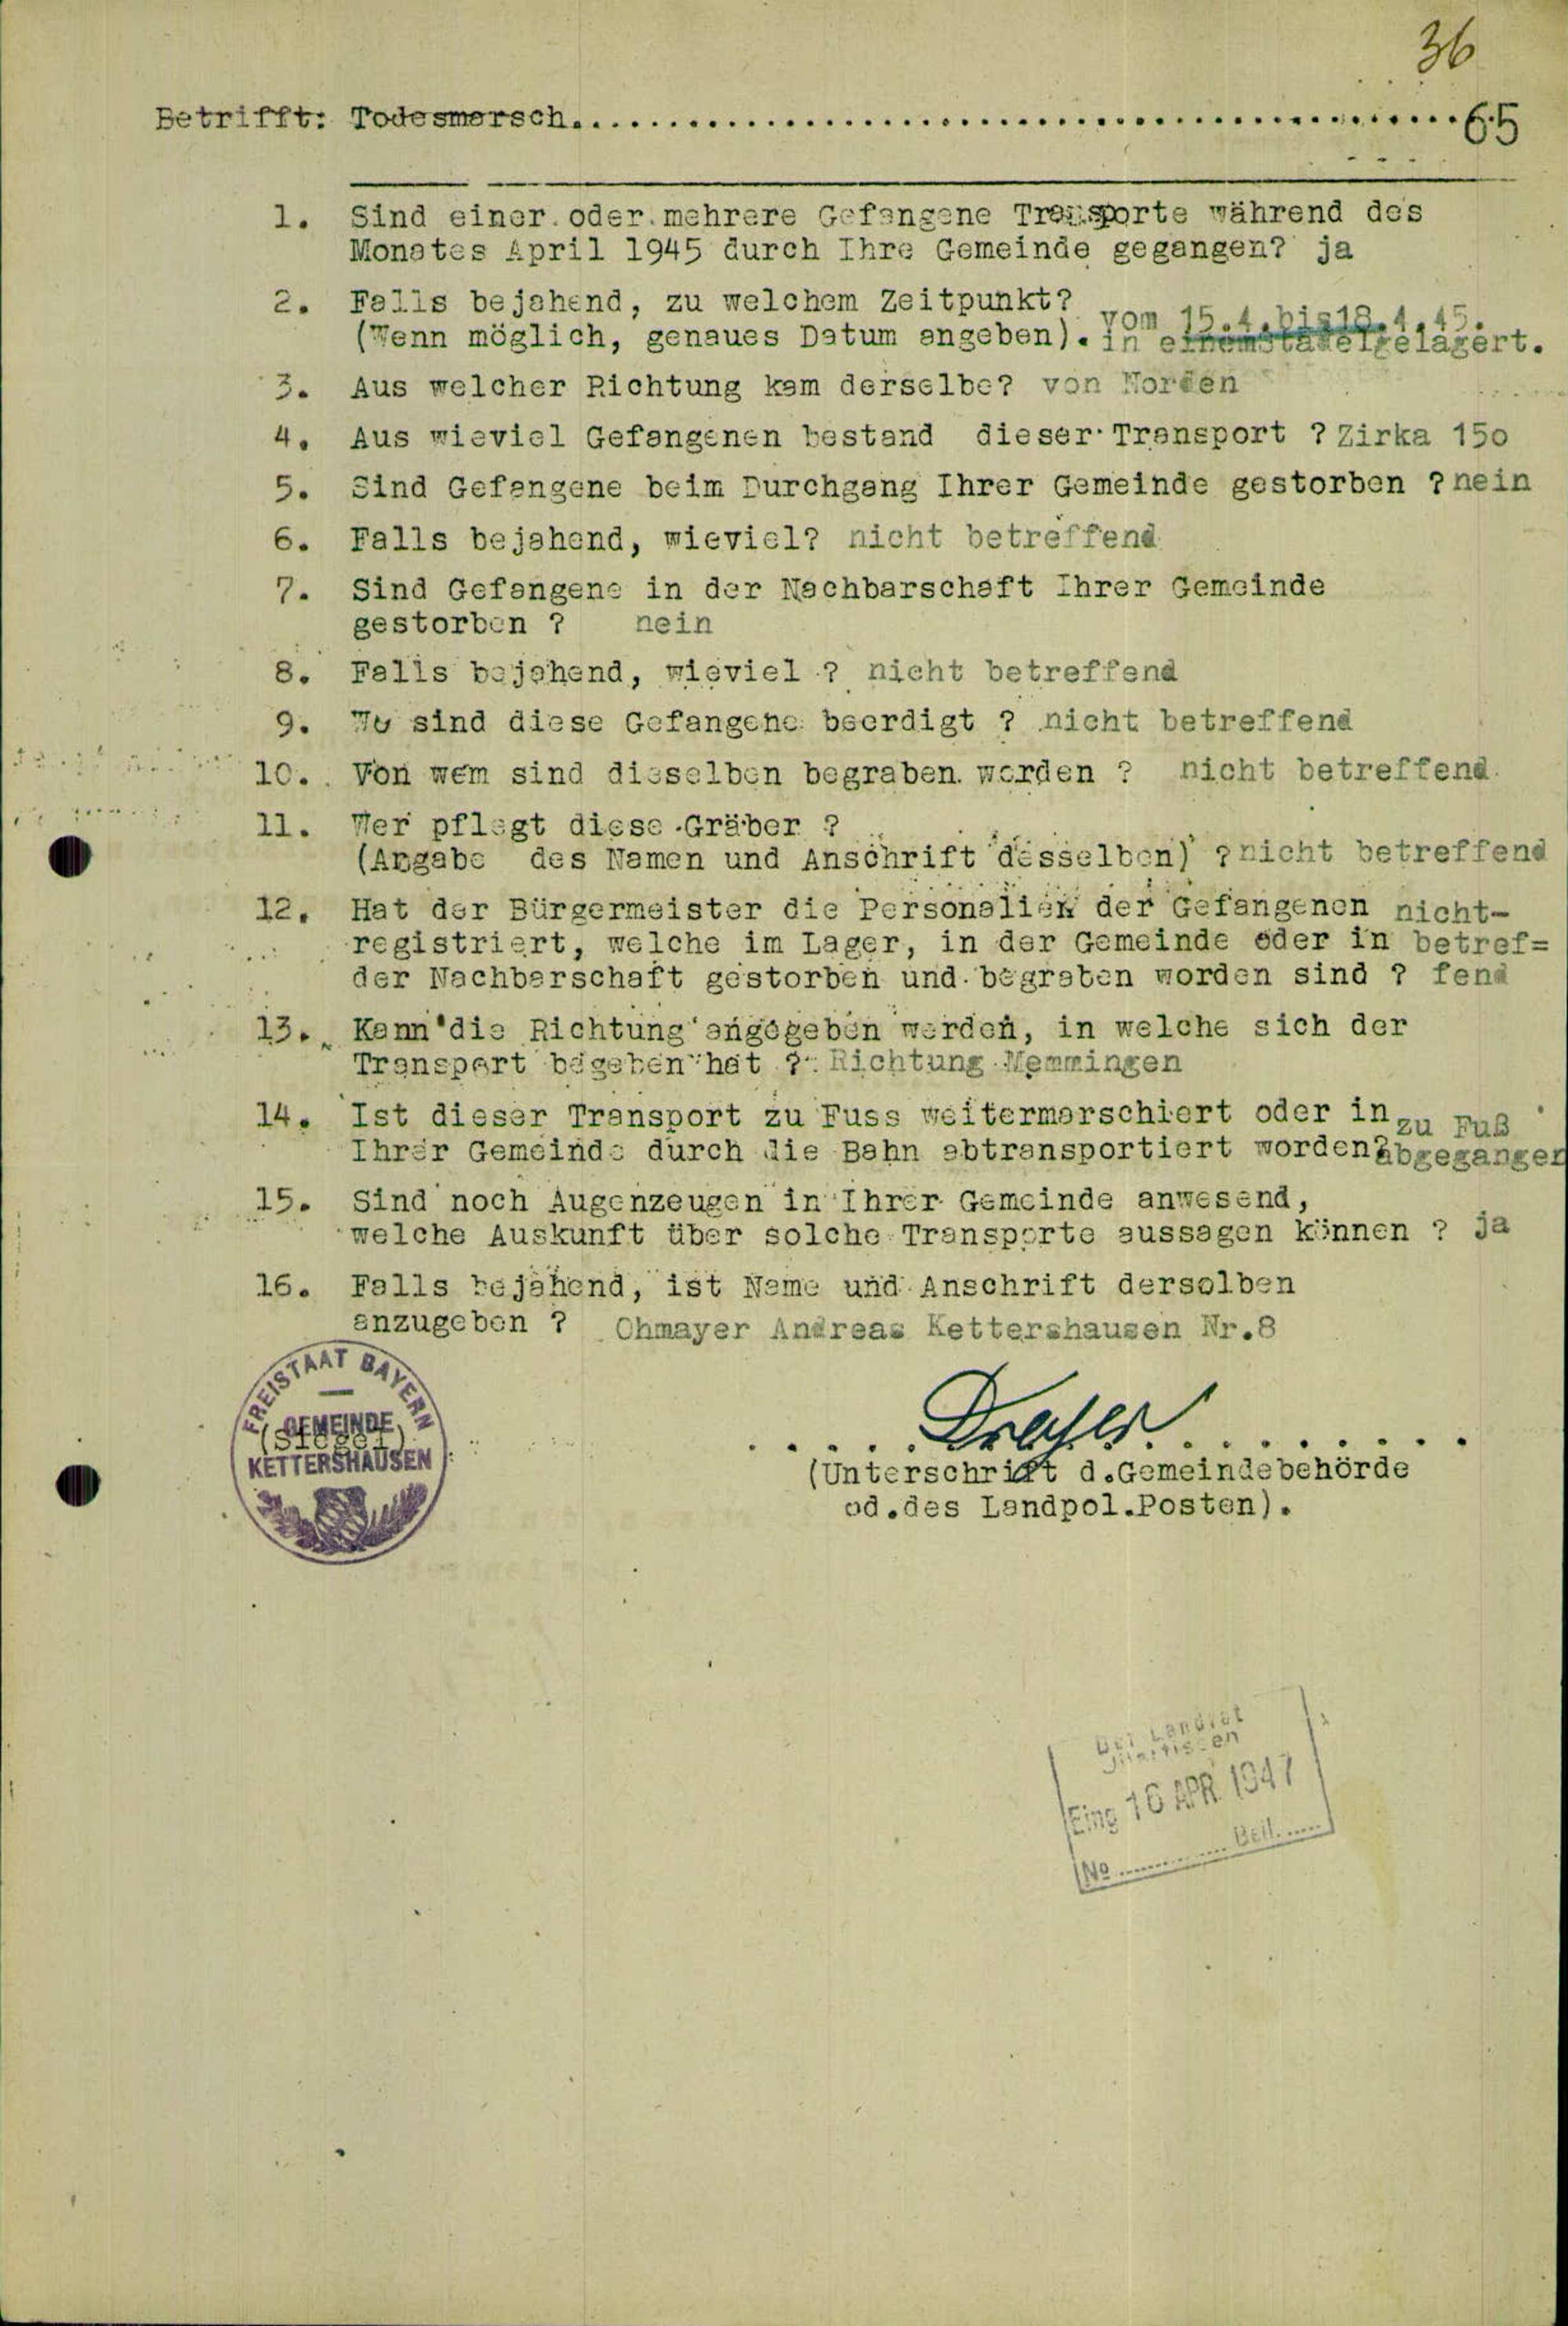 36
Betrifft: Todesmarsch...............................................65
1. Sind einer oder mehrere Gefangene Transporte während des
Monates April 1945 durch Ihre Gemeinde gegangen? ja
2. Falls bejahend, zu welchem Zeitpunkt?
vom 15.4.bis18.4.45.
(Wenn möglich, genaues Datum angeben). in einem gelagert.
3. Aus welcher Richtung kam derselbe? von Norden
4. Aus wieviel Gefangenen bestand dieser Transport ? Zirka 150
5. Sind Gefangene beim Durchgang Ihrer Gemeinde gestorben ? nein
6. Falls bejahend, wieviel? nicht betreffend
7. Sind Gefangene in der Nachbarschaft Ihrer Gemeinde
gestorben ? nein
8. Falls bejahend, wieviel ? nicht betreffend
9. Wo sind diese Gefangene beerdigt ? nicht betreffend
10. Von wem sind dieselben begraben worden ? nicht betreffend
11. Wer pflegt diese Gräber ?
(Angabe des Namen und Anschrift desselben) ? nicht betreffend
12. Hat der Bürgermeister die Personalien der Gefangenen nicht-
registriert, welche im Lager, in der Gemeinde oder in betref=
der Nachbarschaft gestorben und begraben worden sind ? fend
13. Kann die Richtung angegeben werden, in welche sich der
Transport begeben hat ? Richtung Memmingen
14. Ist dieser Transport zu Fuss weitermarschiert oder in zu Fuß
Ihrer Gemeinde durch die Bahn abtransportiert worden? abgegangen
15. Sind noch Augenzeugen in Ihrer Gemeinde anwesend,
welche Auskunft über solche Transporte aussagen können ? ja
16. Falls bejahend, ist Name und Anschrift derselben
anzugeben ? Ohmayer Andreas Kettershausen Nr.8
FREISTAAT BAYERN
GEMEINDE
(Siegel)
KETTERSHAUSEN
(Unterschrift d.Gemeindebehörde
od.des Landpol.Posten).
Der Landrat
Illertissen
Eing 16 APR 1947
Beil. ......
No ..................